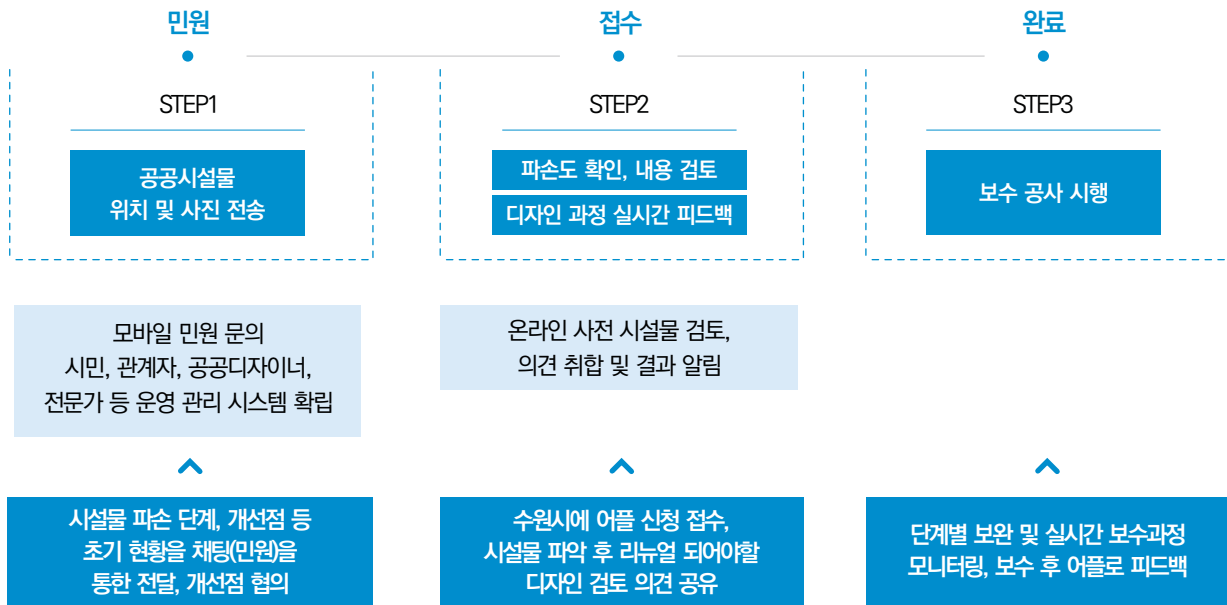 민원
접수
완료
STEP1
STEP2
STEP3
공공시설물
위치 및 사진 전송
파손도 확인, 내용 검토
디자인 과정 실시간 피드백
보수 공사 시행
모바일 민원 문의
시민, 관계자, 공공디자이너,
전문가 등 운영 관리 시스템 확립
온라인 사전 시설물 검토,
의견 취합 및 결과 알림
시설물 파손 단계, 개선점 등
초기 현황을 채팅(민원)을
통한 전달, 개선점 협의
수원시에 어플 신청 접수,
시설물 파악 후 리뉴얼 되어야할
디자인 검토 의견 공유
단계별 보완 및 실시간 보수과정
모니터링, 보수 후 어플로 피드백